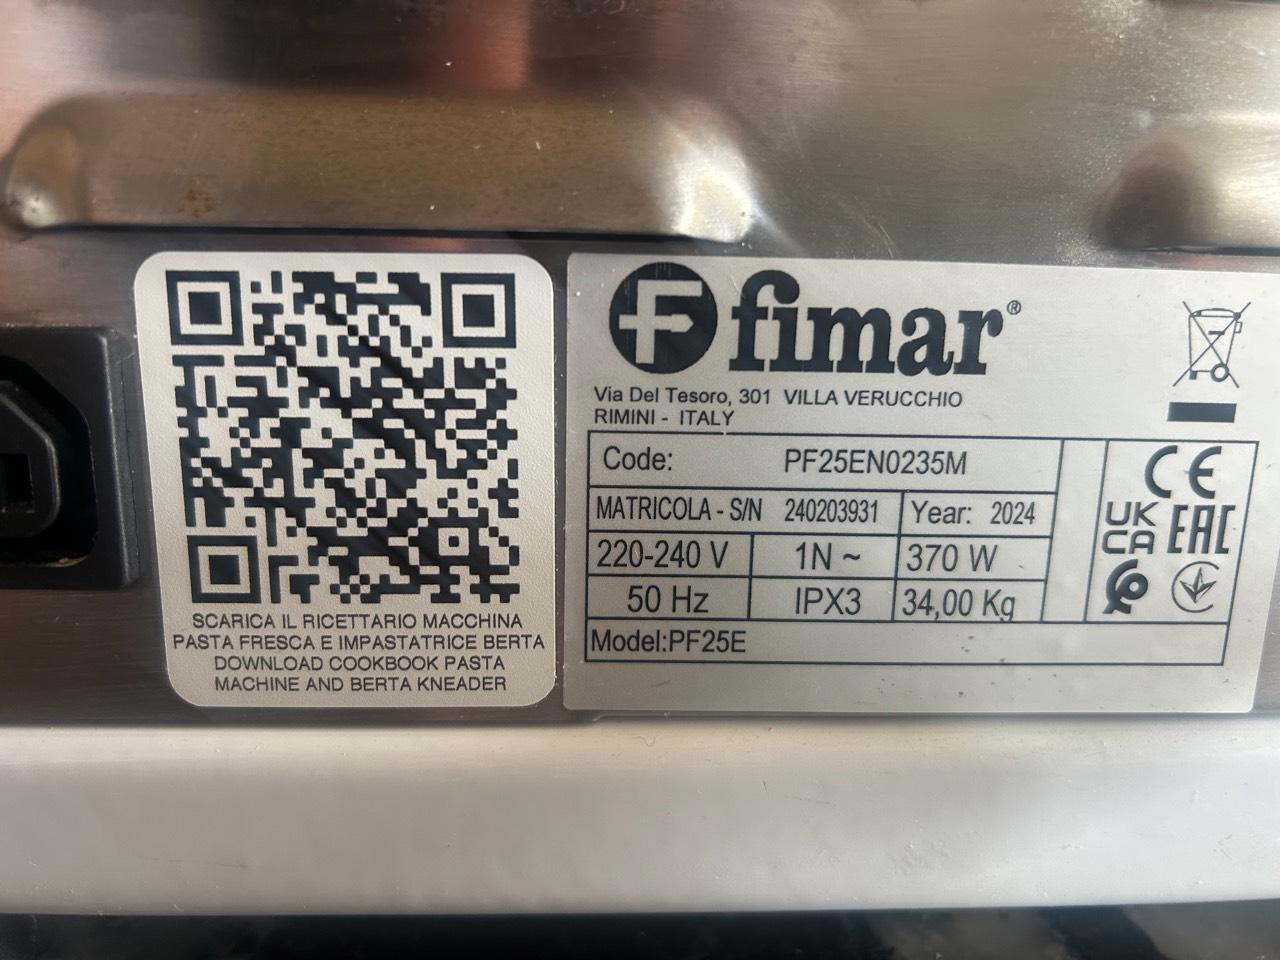 SCARICA IL RICETTARIO MACCHINA
PASTA FRESCA E IMPASTATRICE BERTA
DOWNLOAD COOKBOOK PASTA
MACHINE AND BERTA KNEADER
F fimar®
Via Del Tesoro, 301 VILLA VERUCCHIO
RIMINI - ITALY
Code: PF25EN0235M
MATRICOLA - S/N 240203931 Year: 2024
220-240 V 1N ~ 370 W
50 Hz IPX3 34,00 Kg
Model:PF25E
CE
UK
CA EAC